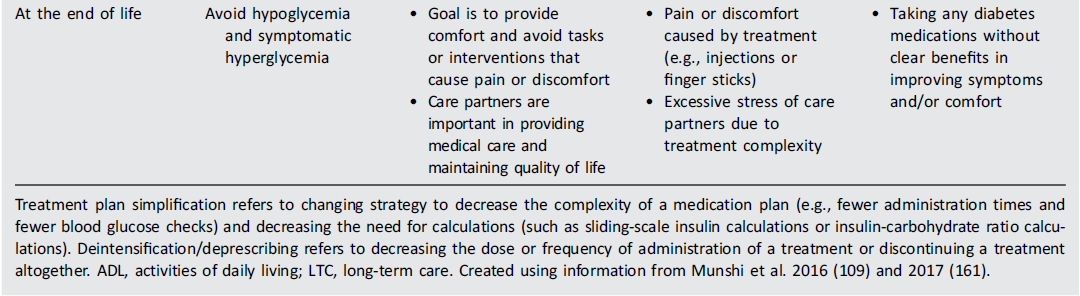 At the end of life
Avoid hypoglycemia
and symptomatic
hyperglycemia
• Goal is to provide
comfort and avoid tasks
or interventions that
cause pain or discomfort
• Care partners are
important in providing
medical care and
maintaining quality of life
• Pain or discomfort
caused by treatment
(e.g., injections or
finger sticks)
• Excessive stress of care
partners due to
treatment complexity
• Taking any diabetes
medications without
clear benefits in
improving symptoms
and/or comfort
Treatment plan simplification refers to changing strategy to decrease the complexity of a medication plan (e.g., fewer administration times and
fewer blood glucose checks) and decreasing the need for calculations (such as sliding-scale insulin calculations or insulin-carbohydrate ratio calcu-
lations). Deintensification/deprescribing refers to decreasing the dose or frequency of administration of a treatment or discontinuing a treatment
altogether. ADL, activities of daily living; LTC, long-term care. Created using information from Munshi et al. 2016 (109) and 2017 (161).